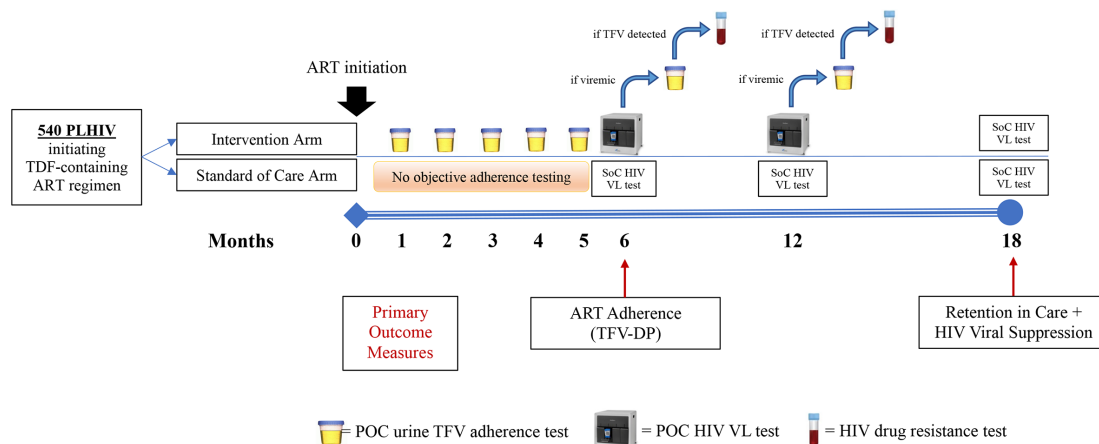 if TFV detected
if TFV detected
ART initiation
if viremic
if viremic
540 PLHIV
initiating
TDF-containing
ART regimen
Intervention Arm
Standard of Care Arm
No objective adherence testing
SoC HIV
VL test
SoC HIV
VL test
SoC HIV
VL test
SoC HIV
VL test
Months
0
1
2
3
4
5
6
12
18
Primary
Outcome
Measures
ART Adherence
(TFV-DP)
Retention in Care +
HIV Viral Suppression
= POC urine TFV adherence test
= POC HIV VL test
= HIV drug resistance test